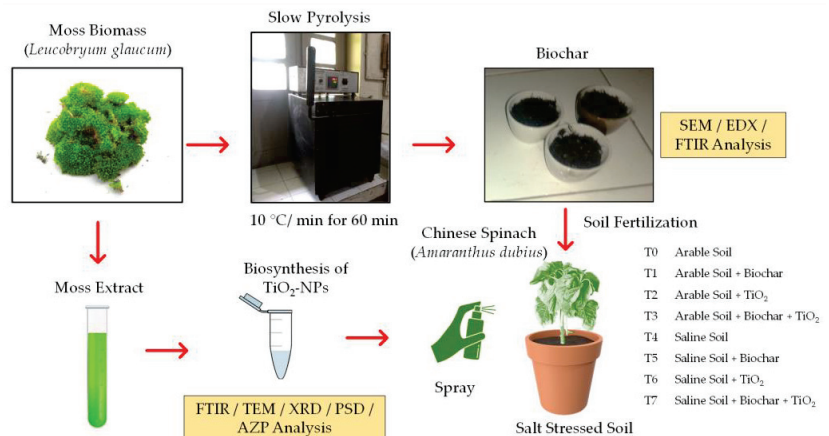 Moss Biomass
(Leucobryum glaucum)
Slow Pyrolysis
10 °C/ min for 60 min
Biochar
SEM / EDX /
FTIR Analysis
Soil Fertilization
Chinese Spinach
(Amaranthus dubius)
Moss Extract
Biosynthesis of
TiO₂-NPs
FTIR / TEM / XRD / PSD /
AZP Analysis
Spray
Salt Stressed Soil
T0 Arable Soil
T1 Arable Soil + Biochar
T2 Arable Soil + TiO₂
T3 Arable Soil + Biochar + TiO₂
T4 Saline Soil
T5 Saline Soil + Biochar
T6 Saline Soil + TiO₂
T7 Saline Soil + Biochar + TiO₂